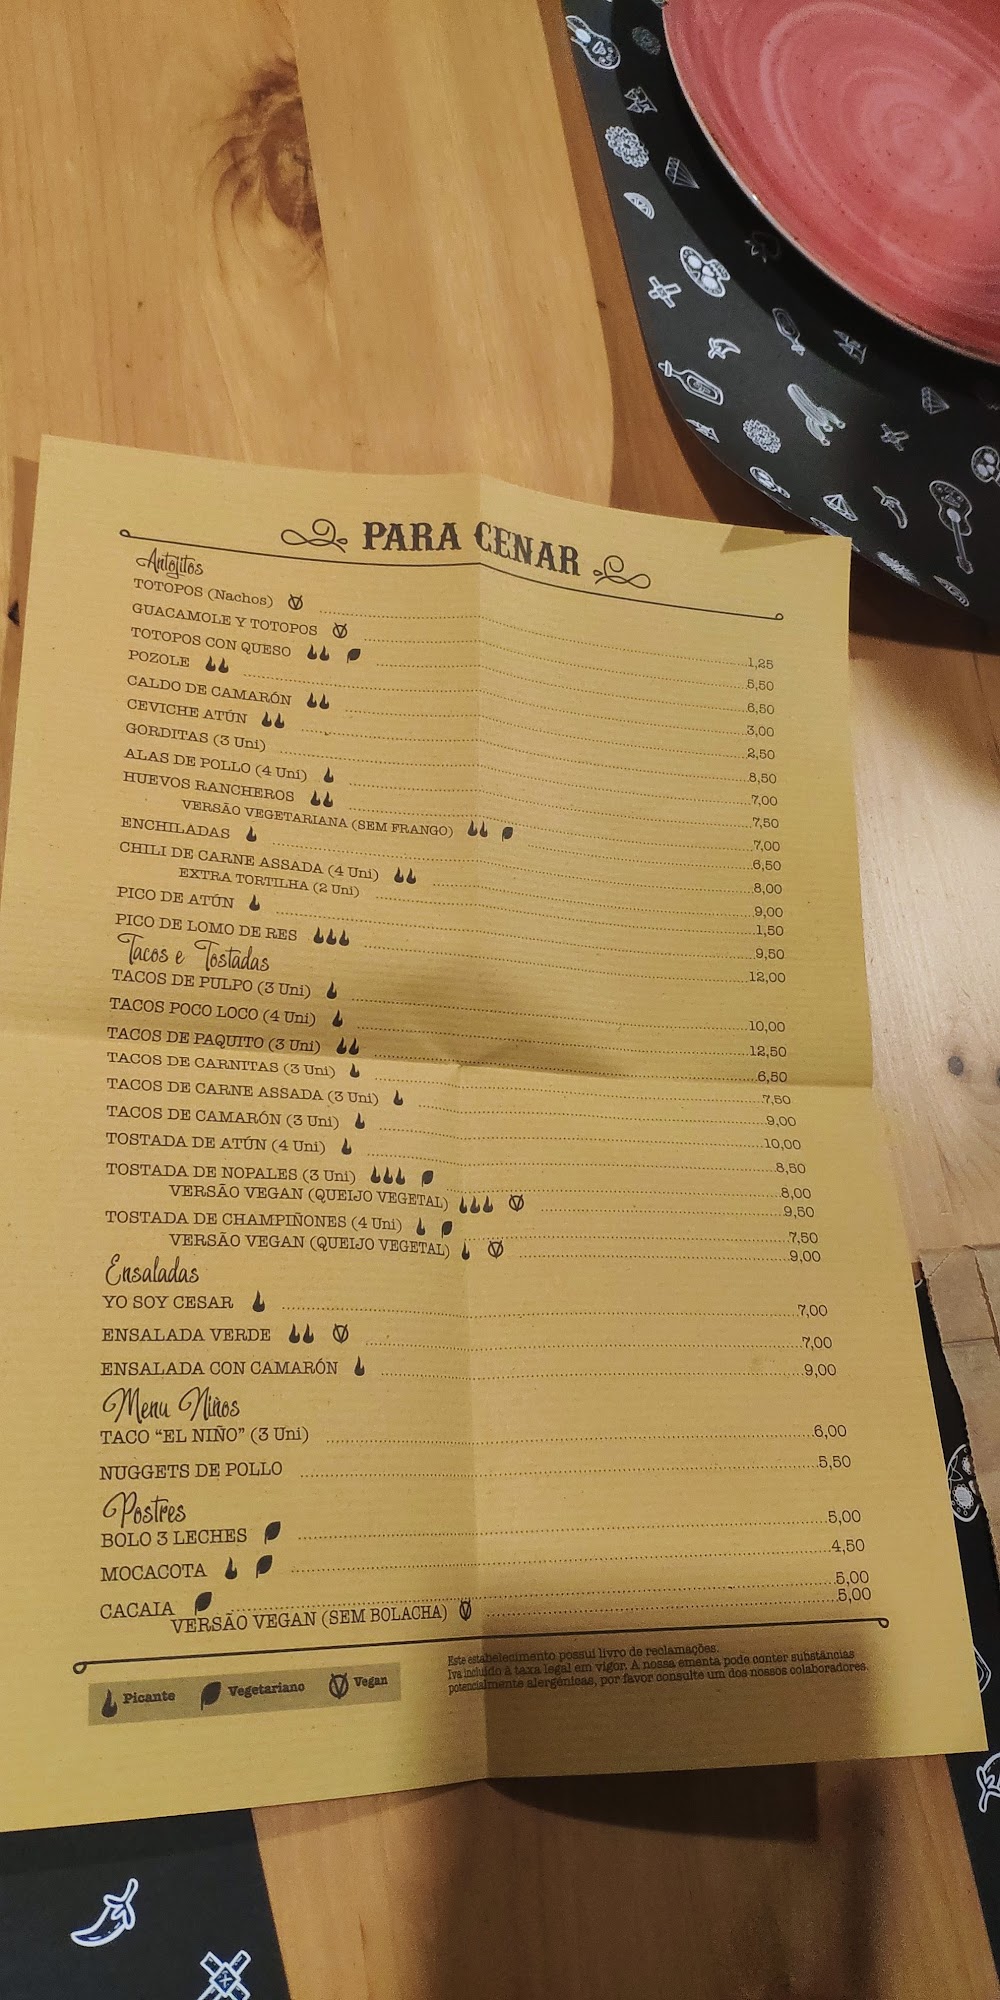 PARA CENAR
Antojitos
TOTOPOS (Nachos) 1,25
GUACAMOLE Y TOTOPOS 5,50
TOTOPOS CON QUESO 6,50
POZOLE 3,00
CALDO DE CAMARÓN 2,50
CEVICHE ATÚN 8,50
GORDITAS (3 Uni) 7,00
ALAS DE POLLO (4 Uni) 7,50
HUEVOS RANCHEROS 7,00
VERSÃO VEGETARIANA (SEM FRANGO) 6,50
ENCHILADAS 8,00
CHILI DE CARNE ASSADA (4 Uni) 9,00
EXTRA TORTILHA (2 Uni) 1,50
PICO DE ATÚN 9,50
PICO DE LOMO DE RES 12,00
Tacos e Tostadas
TACOS DE PULPO (3 Uni) 10,00
TACOS POCO LOCO (4 Uni) 12,50
TACOS DE PAQUITO (3 Uni) 6,50
TACOS DE CARNITAS (3 Uni) 7,50
TACOS DE CARNE ASSADA (3 Uni) 9,00
TACOS DE CAMARÓN (3 Uni) 10,00
TOSTADA DE ATÚN (4 Uni) 8,50
TOSTADA DE NOPALES (3 Uni) 8,00
VERSÃO VEGAN (QUEIJO VEGETAL) 9,50
TOSTADA DE CHAMPIÑONES (4 Uni) 7,50
VERSÃO VEGAN (QUEIJO VEGETAL) 9,00
Ensaladas
YO SOY CESAR 7,00
ENSALADA VERDE 7,00
ENSALADA CON CAMARÓN 9,00
Menu Niños
TACO “EL NIÑO” (3 Uni) 6,00
NUGGETS DE POLLO 5,50
Postres
BOLO 3 LECHES 5,00
MOCACOTA 4,50
CACAIA 5,00
VERSÃO VEGAN (SEM BOLACHA) 5,00
Picante Vegetariano Vegan
Este estabelecimento possui livro de reclamações.
Iva incluído à taxa legal em vigor. A nossa ementa pode conter substâncias
potencialmente alergénicas, por favor consulte um dos nossos colaboradores.